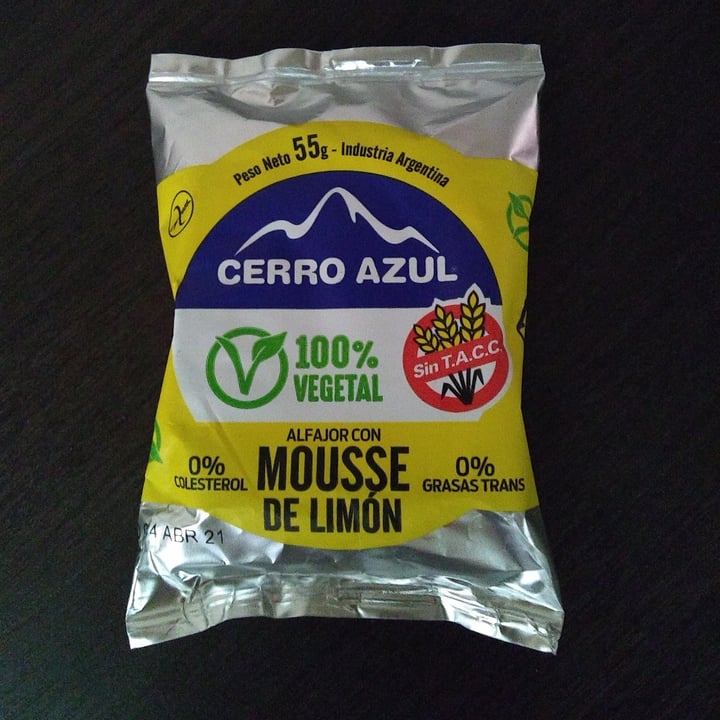 Peso Neto 55g - Industria Argentina
CERRO AZUL
100%
VEGETAL
Sin T.A.C.C.
ALFAJOR CON
MOUSSE
DE LIMÓN
0%
COLESTEROL
0%
GRASAS TRANS
ABR 21